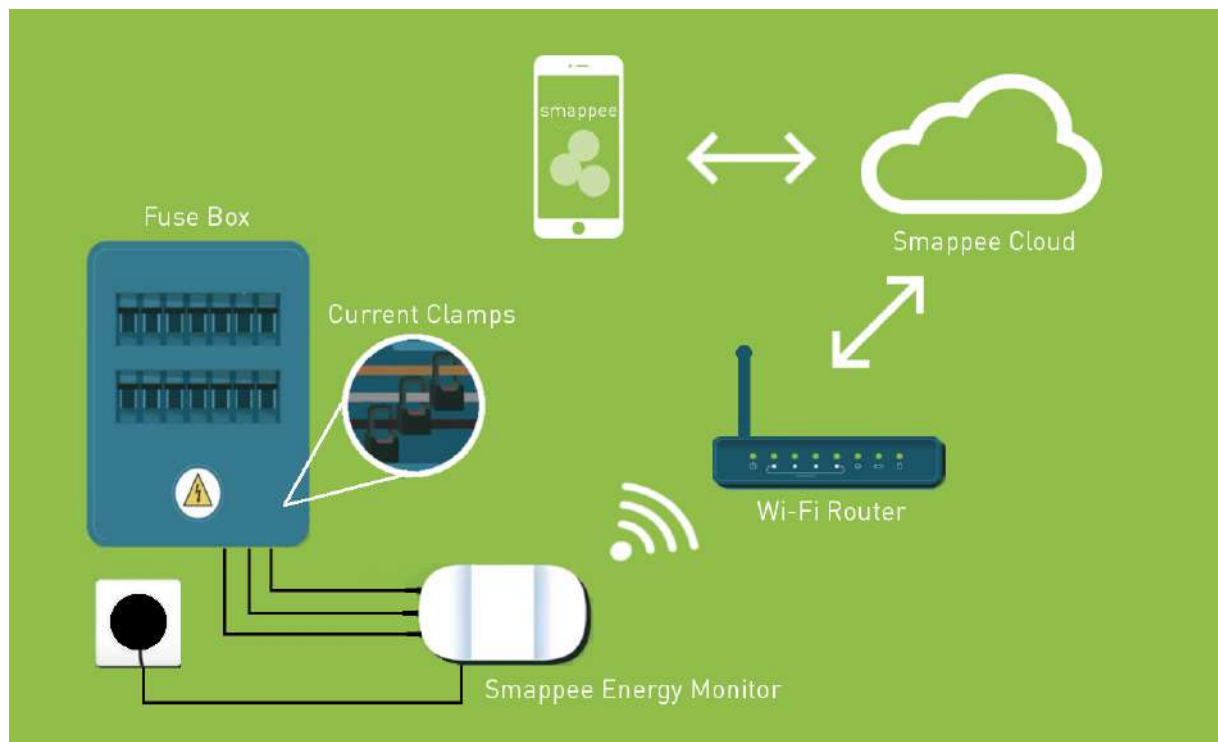 smappee
Fuse Box
Smappee Cloud
Current Clamps
Wi-Fi Router
Smappee Energy Monitor